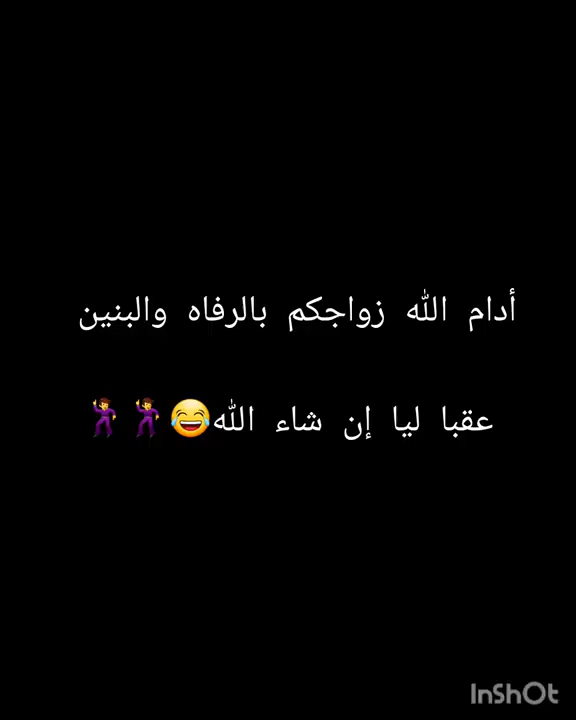 أدام الله زواجكم بالرفاه والبنين
عقبا ليا إن شاء الله😂🕺🕺
InShOt